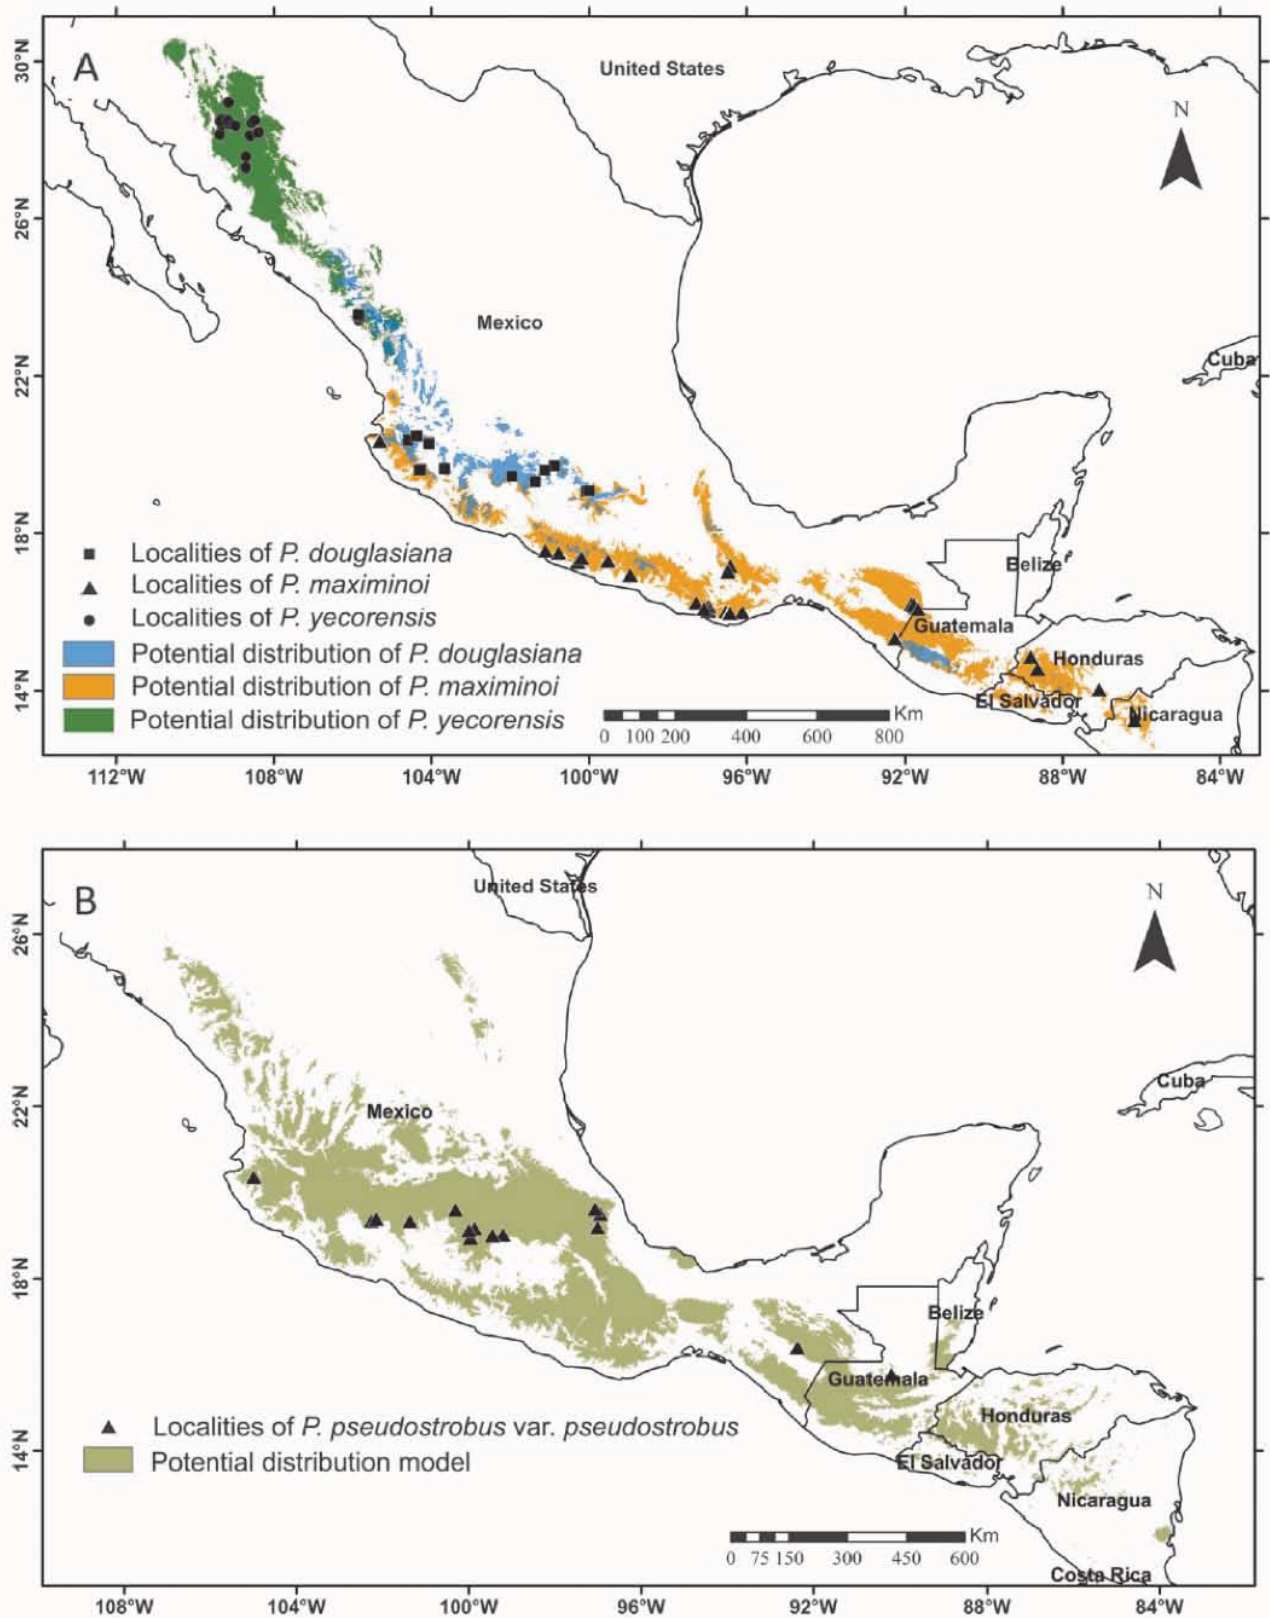 A
United States
N
30°N
26°N
Mexico
22°N
Cuba
18°N
Localities of P. douglasiana
Belize
Localities of P. maximinoi
Localities of P. yecorensis
Guatemala
Potential distribution of P. douglasiana
Honduras
Potential distribution of P. maximinoi
14°N
El Salvador
Potential distribution of P. yecorensis
Nicaragua
Km
0 100 200 400 600 800
112°W 108°W 104°W 100°W 96°W 92°W 88°W 84°W
B
United States
N
26°N
Cuba
22°N
Mexico
18°N
Belize
Guatemala
Honduras
Localities of P. pseudostrobus var. pseudostrobus
14°N
Potential distribution model
El Salvador
Nicaragua
Km
0 75 150 300 450 600
Costa Rica
108°W 104°W 100°W 96°W 92°W 88°W 84°W